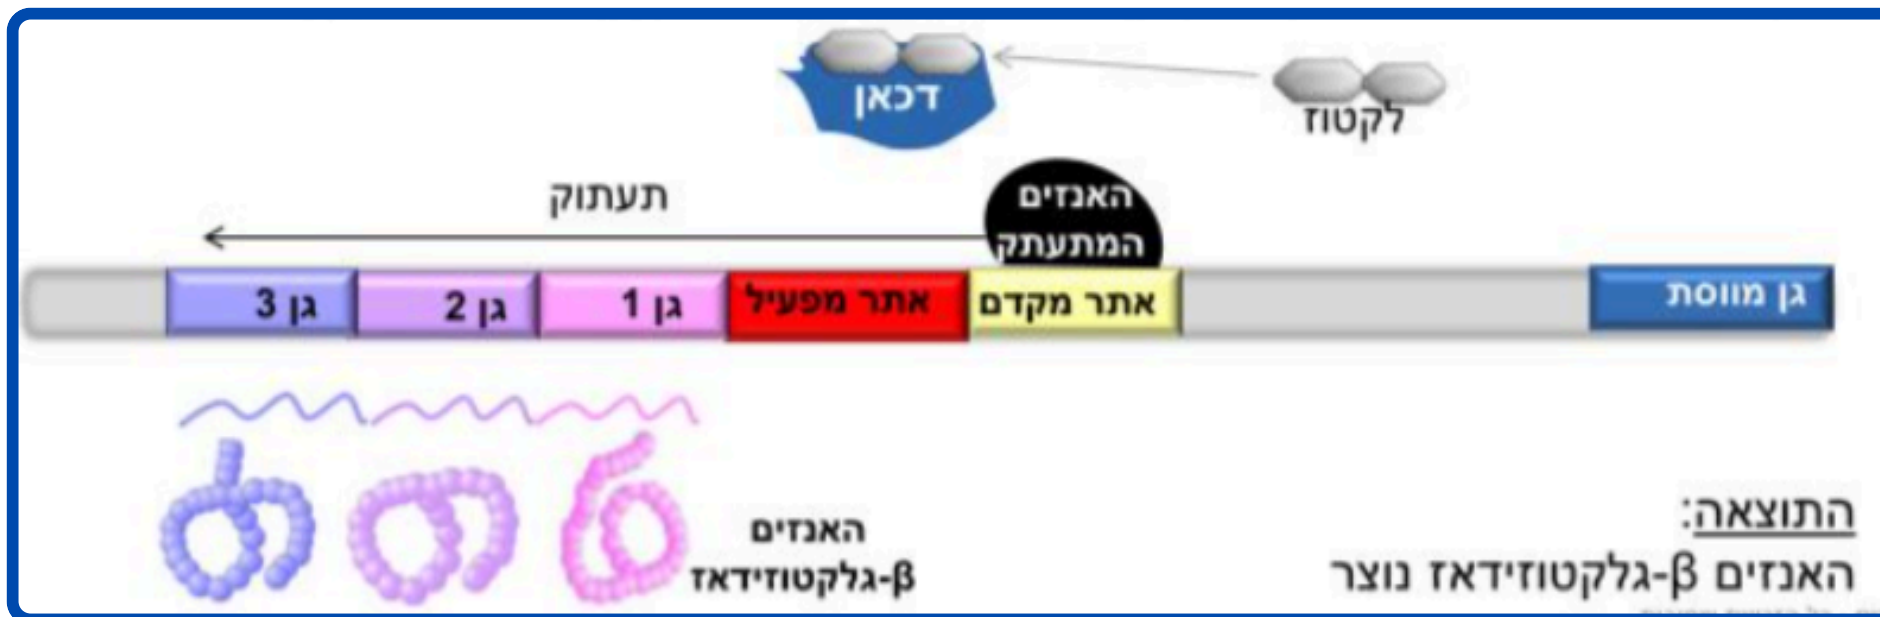 דכאן
לקטוז
תעתוק
האנזים
המתעתק
גן 3
גן 2
גן 1
אתר מפעיל
אתר מקדם
גן מווסת
האנזים
β-גלקטוזידאז
התוצאה:
האנזים β-גלקטוזידאז נוצר